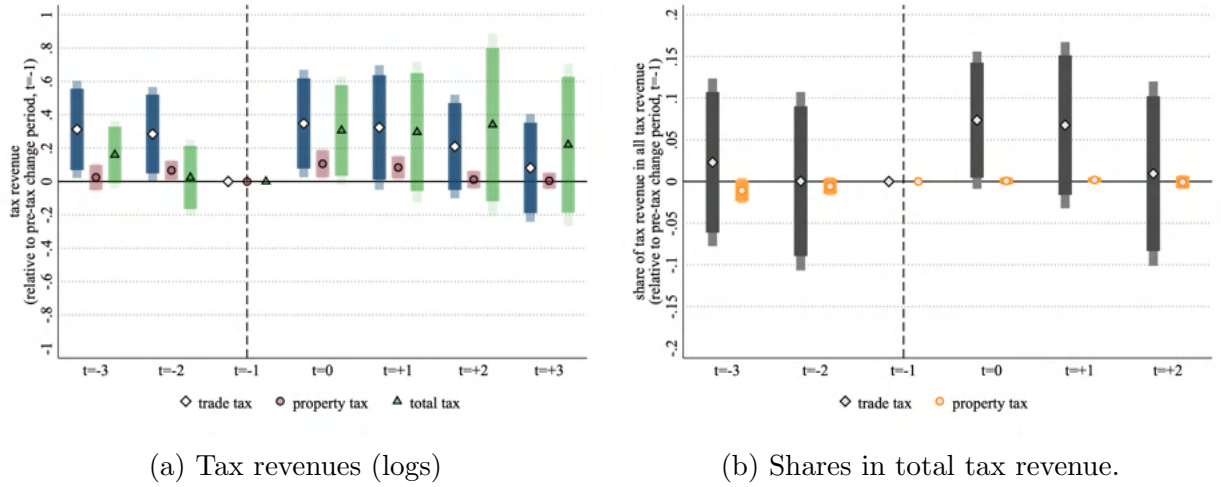 tax revenue
(relative to pre-tax change period, t=-1)
1
.8
.6
.4
.2
0
-.2
-.4
-.6
-.8
-1
t=-3 t=-2 t=-1 t=0 t=+1 t=+2 t=+3
trade tax property tax total tax
(a) Tax revenues (logs)
share of tax revenue in all tax revenue
(relative to pre-tax change period, t=-1)
.2
.15
.1
.05
0
-.05
-.1
-.15
-.2
t=-3 t=-2 t=-1 t=0 t=+1 t=+2
trade tax property tax
(b) Shares in total tax revenue.